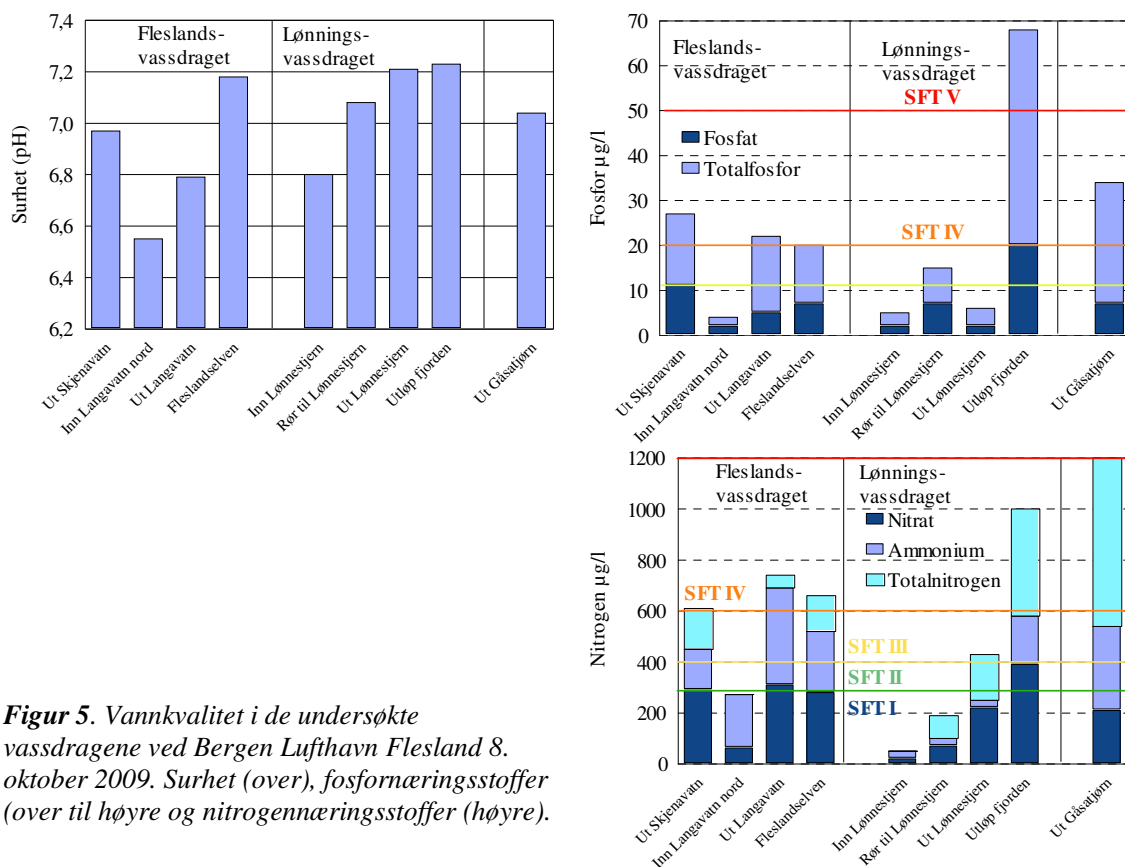 7,4
7,2
7,0
6,8
6,6
6,4
6,2
Surhet (pH)
Fleslands-
vassdraget
Lønnings-
vassdraget
Ut Skjenavatn
Inn Langavatn nord
Ut Langavatn
Fleslandselven
Inn Lønnestjern
Rør til Lønnestjern
Ut Lønnestjern
Utløp fjorden
Ut Gåsatjørn
70
60
50
40
30
20
10
0
Fosfor µg/l
Fleslands-
vassdraget
Lønnings-
vassdraget
SFT V
Fosfat
Totalfosfor
SFT IV
Ut Skjenavatn
Inn Langavatn nord
Ut Langavatn
Fleslandselven
Inn Lønnestjern
Rør til Lønnestjern
Ut Lønnestjern
Utløp fjorden
Ut Gåsatjørn
1200
1000
800
600
400
200
0
Nitrogen µg/l
Fleslands-
vassdraget
Lønnings-
vassdraget
Nitrat
Ammonium
Totalnitrogen
SFT IV
SFT III
SFT II
SFT I
Ut Skjenavatn
Inn Langavatn nord
Ut Langavatn
Fleslandselven
Inn Lønnestjern
Rør til Lønnestjern
Ut Lønnestjern
Utløp fjorden
Ut Gåsatjørn
Figur 5. Vannkvalitet i de undersøkte
vassdragene ved Bergen Lufthavn Flesland 8.
oktober 2009. Surhet (over), fosfornæringsstoffer
(over til høyre og nitrogennæringsstoffer (høyre).